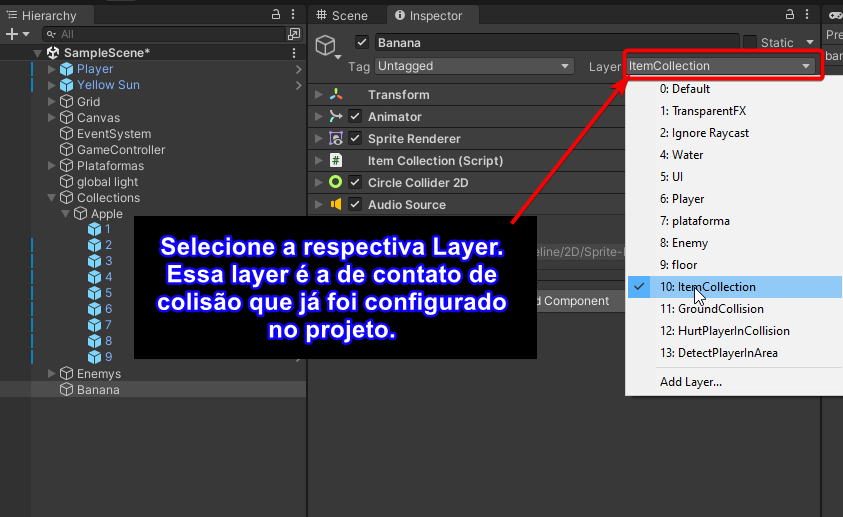 Hierarchy
All
SampleScene*
Player
Yellow Sun
Grid
Canvas
EventSystem
GameController
Plataformas
global light
Collections
Apple
1
2
3
4
5
6
7
8
9
Enemys
Banana
Scene
Inspector
Banana
Static
Tag
Untagged
Layer
ItemCollection
Transform
Animator
Sprite Renderer
Item Collection (Script)
Circle Collider 2D
Audio Source
eline/2D/Sprite-
d Component
Selecione a respectiva Layer.
Essa layer é a de contato de
colisão que já foi configurado
no projeto.
0: Default
1: TransparentFX
2: Ignore Raycast
4: Water
5: UI
6: Player
7: plataforma
8: Enemy
9: floor
10: ItemCollection
11: GroundCollision
12: HurtPlayerInCollision
13: DetectPlayerInArea
Add Layer...
Pre
bar